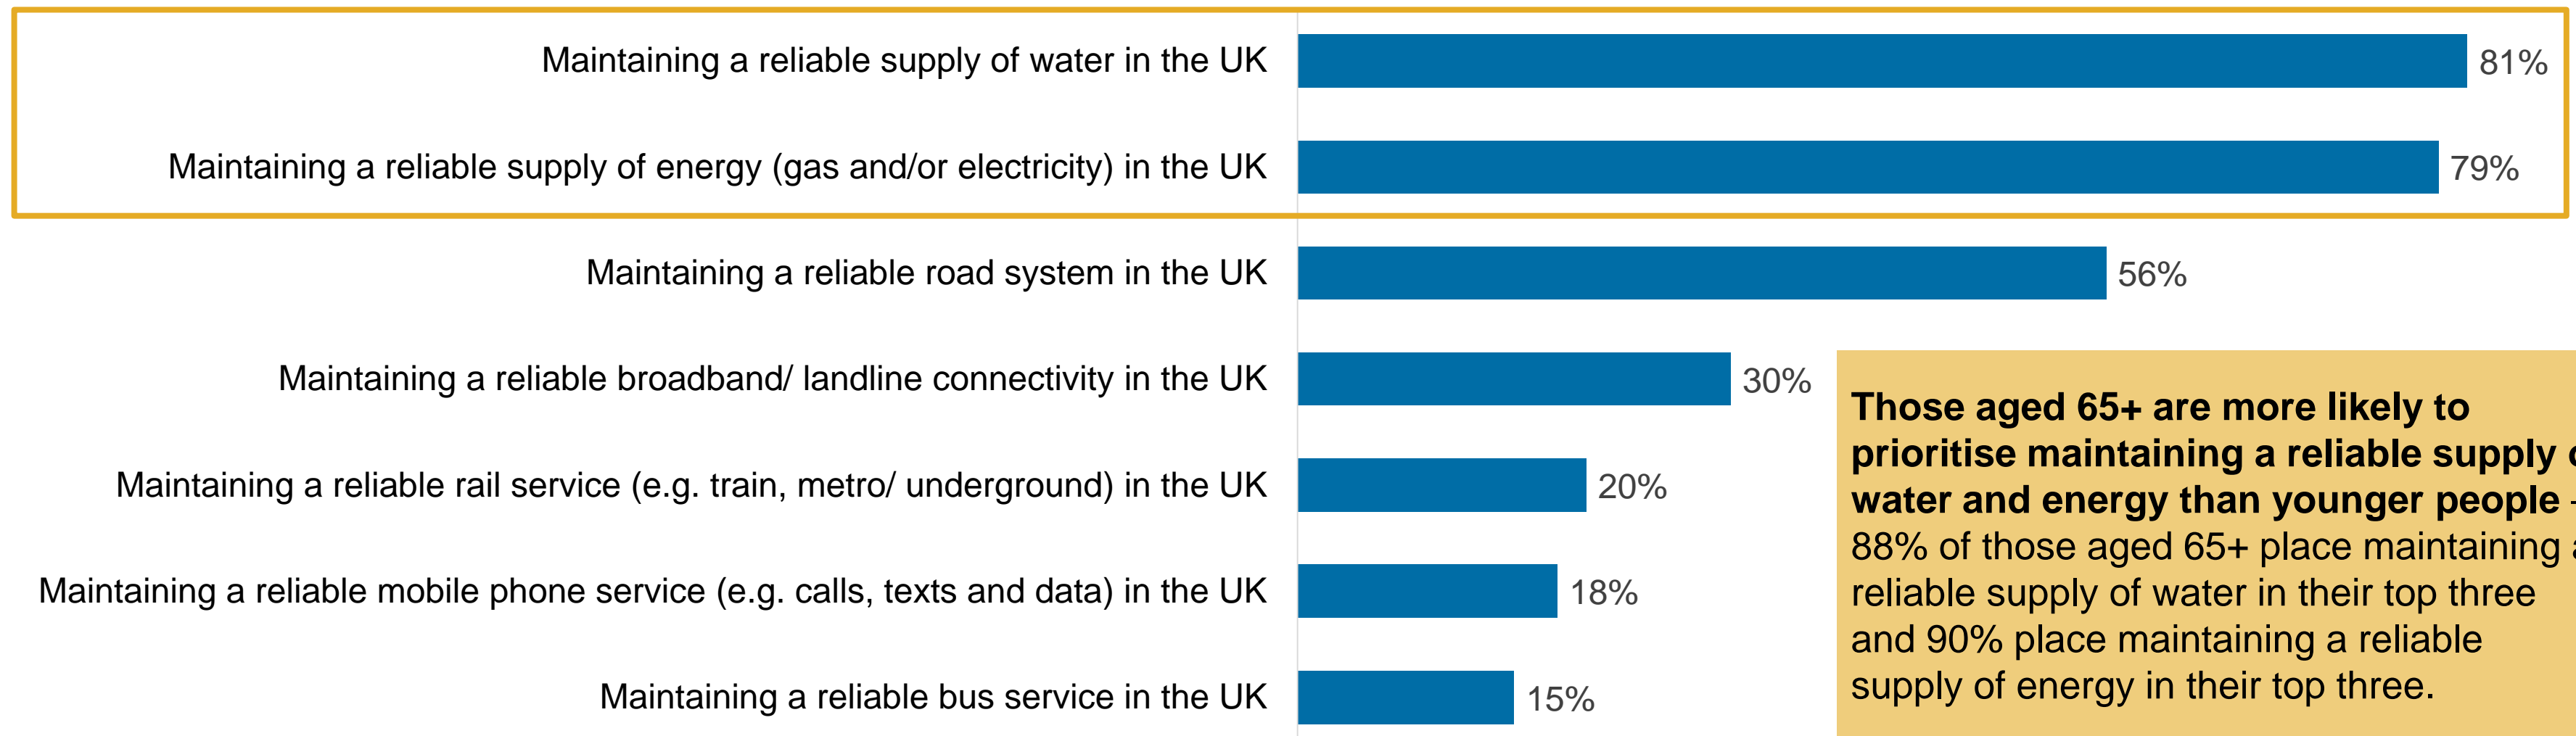 Maintaining a reliable supply of water in the UK 81%
Maintaining a reliable supply of energy (gas and/or electricity) in the UK 79%
Maintaining a reliable road system in the UK 56%
Maintaining a reliable broadband/ landline connectivity in the UK 30%
Maintaining a reliable rail service (e.g. train, metro/ underground) in the UK 20%
Maintaining a reliable mobile phone service (e.g. calls, texts and data) in the UK 18%
Maintaining a reliable bus service in the UK 15%
Those aged 65+ are more likely to
prioritise maintaining a reliable supply
water and energy than younger people -
88% of those aged 65+ place maintaining a
reliable supply of water in their top three
and 90% place maintaining a reliable
supply of energy in their top three.